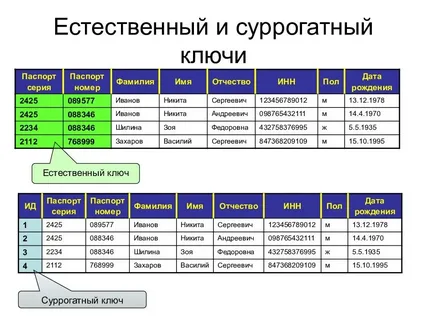 Естественный и суррогатный
ключи
Паспорт серия Паспорт номер Фамилия Имя Отчество ИНН Пол Дата рождения
2425 089577 Иванов Никита Сергеевич 123456789012 м 13.12.1978
2425 088346 Иванов Никита Андреевич 098765432111 м 14.4.1970
2234 088346 Шилина Зоя Федоровна 432758376995 ж 5.5.1935
2112 768999 Захаров Василий Сергеевич 847368209109 м 15.10.1995
Естественный ключ
ИД Паспорт серия Паспорт номер Фамилия Имя Отчество ИНН Пол Дата рождения
1 2425 089577 Иванов Никита Сергеевич 123456789012 м 13.12.1978
2 2425 088346 Иванов Никита Андреевич 098765432111 м 14.4.1970
3 2234 088346 Шилина Зоя Федоровна 432758376995 ж 5.5.1935
4 2112 768999 Захаров Василий Сергеевич 847368209109 м 15.10.1995
Суррогатный ключ